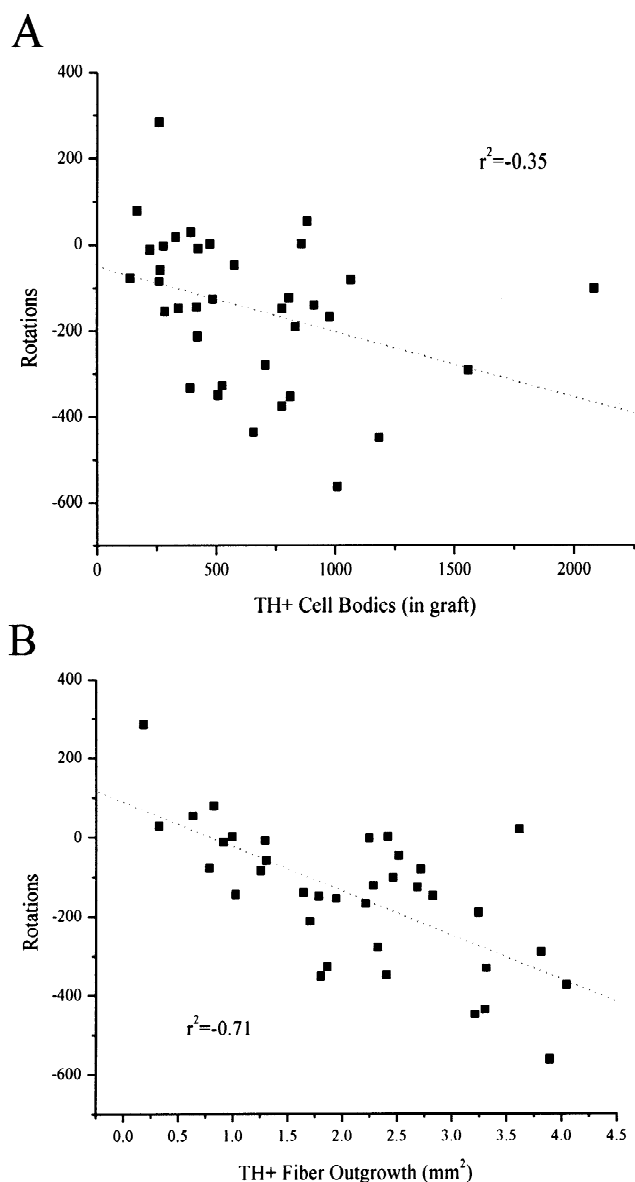 A
400
200
0
-200
-400
-600
Rotations
r²=-0.35
0 500 1000 1500 2000
TH+ Cell Bodies (in graft)
B
400
200
0
-200
-400
-600
Rotations
r²=-0.71
0.0 0.5 1.0 1.5 2.0 2.5 3.0 3.5 4.0 4.5
TH+ Fiber Outgrowth (mm²)